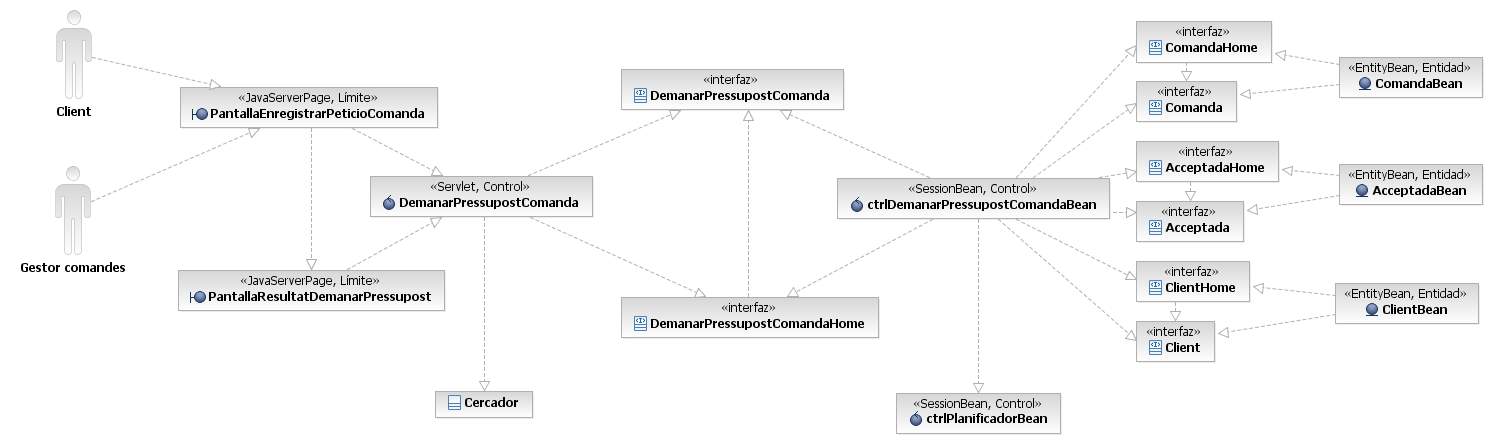 Client
Gestor comandes
«JavaServerPage, Límite»
PantallaEnregistrarPeticioComanda
«JavaServerPage, Límite»
PantallaResultatDemanarPressupost
«Servlet, Control»
DemanarPressupostComanda
Cercador
«interfaz»
DemanarPressupostComanda
«interfaz»
DemanarPressupostComandaHome
«SessionBean, Control»
ctrlDemanarPressupostComandaBean
«SessionBean, Control»
ctrlPlanificadorBean
«interfaz»
ComandaHome
«interfaz»
Comanda
«EntityBean, Entidad»
ComandaBean
«interfaz»
AcceptadaHome
«interfaz»
Acceptada
«EntityBean, Entidad»
AcceptadaBean
«interfaz»
ClientHome
«interfaz»
Client
«EntityBean, Entidad»
ClientBean